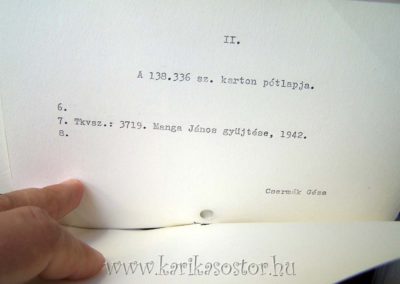 II.
A 138.336 sz. karton pótlapja.
6.
7. Tkvsz.: 3719. Manga János gyüjtése, 1942.
8.
Csermák Géza
www.karikasostor.hu